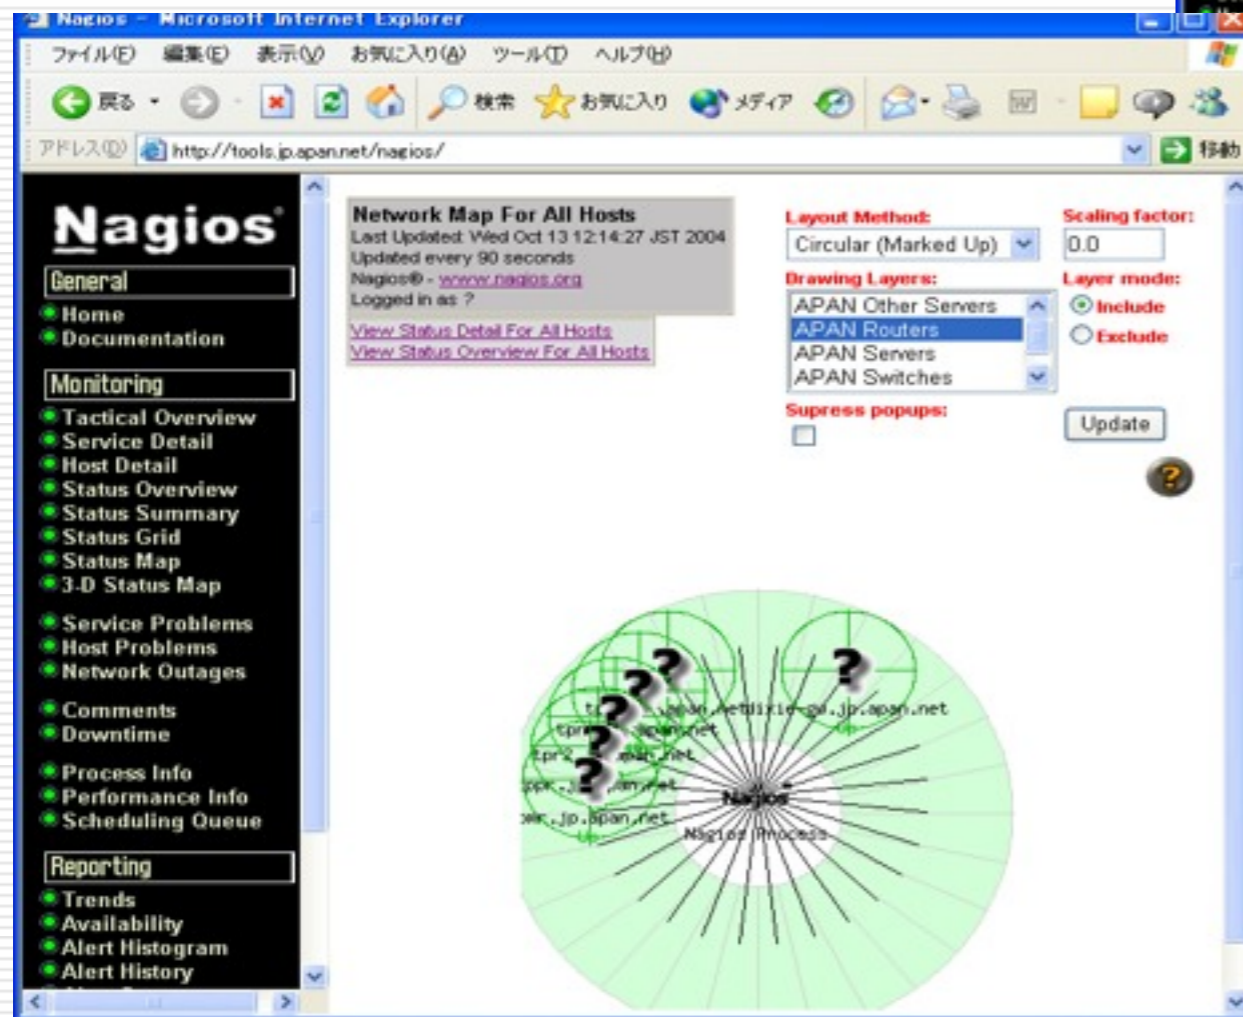 Nagios - Microsoft Internet Explorer
ファイル(F) 編集(E) 表示(V) お気に入り(A) ツール(T) ヘルプ(H)
戻る 検索 お気に入り メディア
アドレス(D) http://tools.jp.apan.net/nagios/ 移動
Nagios®
General
Home
Documentation
Monitoring
Tactical Overview
Service Detail
Host Detail
Status Overview
Status Summary
Status Grid
Status Map
3-D Status Map
Service Problems
Host Problems
Network Outages
Comments
Downtime
Process Info
Performance Info
Scheduling Queue
Reporting
Trends
Availability
Alert Histogram
Alert History
Network Map For All Hosts
Last Updated: Wed Oct 13 12:14:27 JST 2004
Updated every 90 seconds
Nagios® - www.nagios.org
Logged in as ?
View Status Detail For All Hosts
View Status Overview For All Hosts
Layout Method:
Circular (Marked Up)
Scaling factor:
0.0
Drawing Layers:
APAN Other Servers
APAN Routers
APAN Servers
APAN Switches
Layer mode:
Include
Exclude
Supress popups:
Update
?
? ?
?
?
?
?
.jp.apan.net
Up
Up
Nagios
Nagios Process